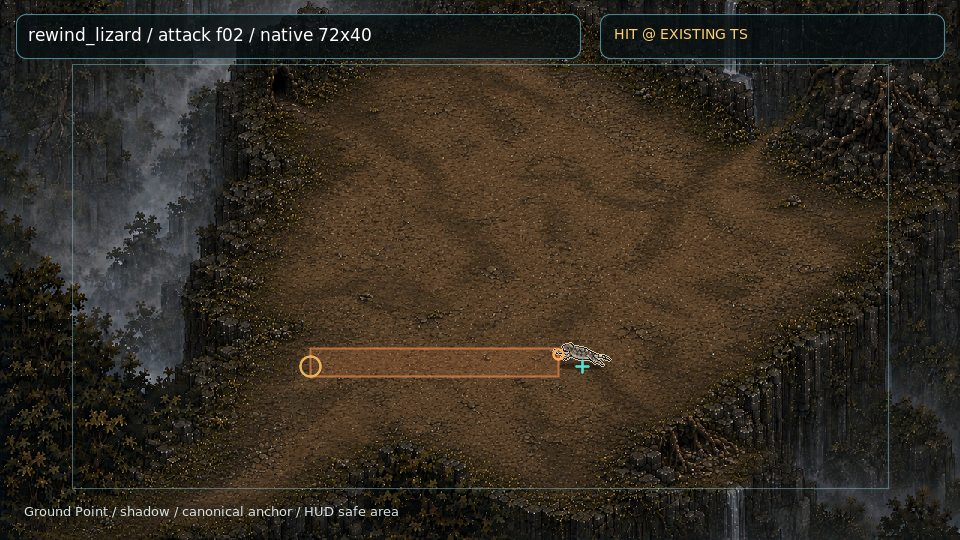 rewind_lizard / attack f02 / native 72x40
HIT @ EXISTING TS
Ground Point / shadow / canonical anchor / HUD safe area